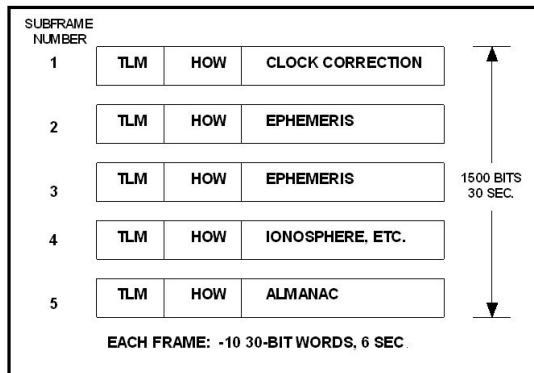 SUBFRAME
NUMBER
1 TLM HOW CLOCK CORRECTION
2 TLM HOW EPHEMERIS
3 TLM HOW EPHEMERIS
1500 BITS
30 SEC.
4 TLM HOW IONOSPHERE, ETC.
5 TLM HOW ALMANAC
EACH FRAME: -10 30-BIT WORDS, 6 SEC.